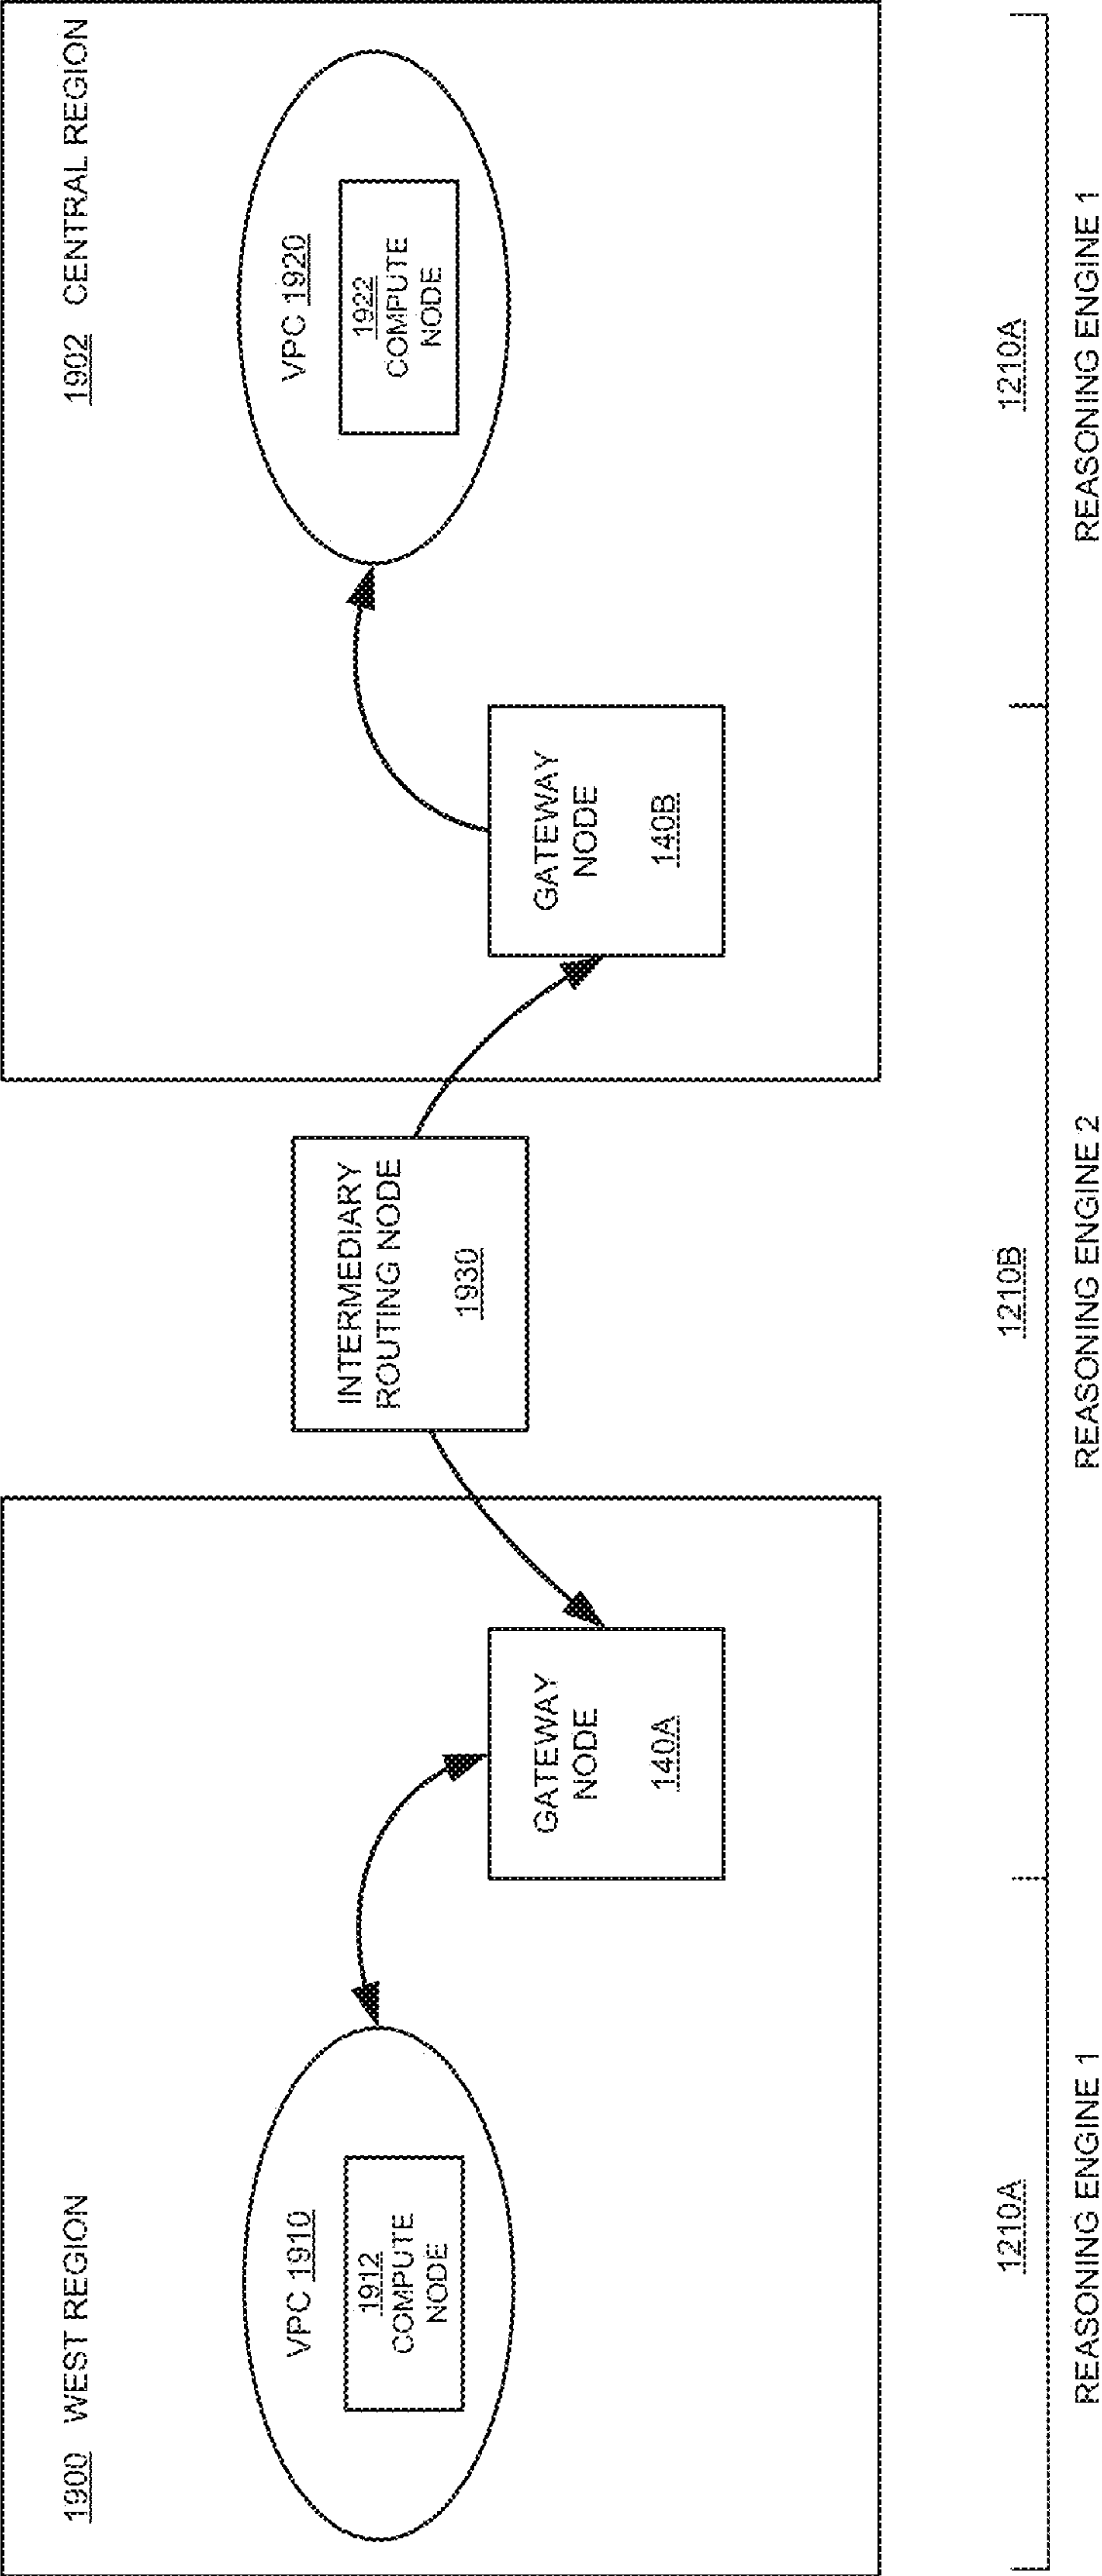 1900 WEST REGION
VPC 1910
1912
COMPUTE
NODE
GATEWAY
NODE
140A
INTERMEDIARY
ROUTING NODE
1930
1902 CENTRAL REGION
VPC 1920
1922
COMPUTE
NODE
GATEWAY
NODE
140B
1210A
REASONING ENGINE 1
1210B
REASONING ENGINE 2
1210A
REASONING ENGINE 1